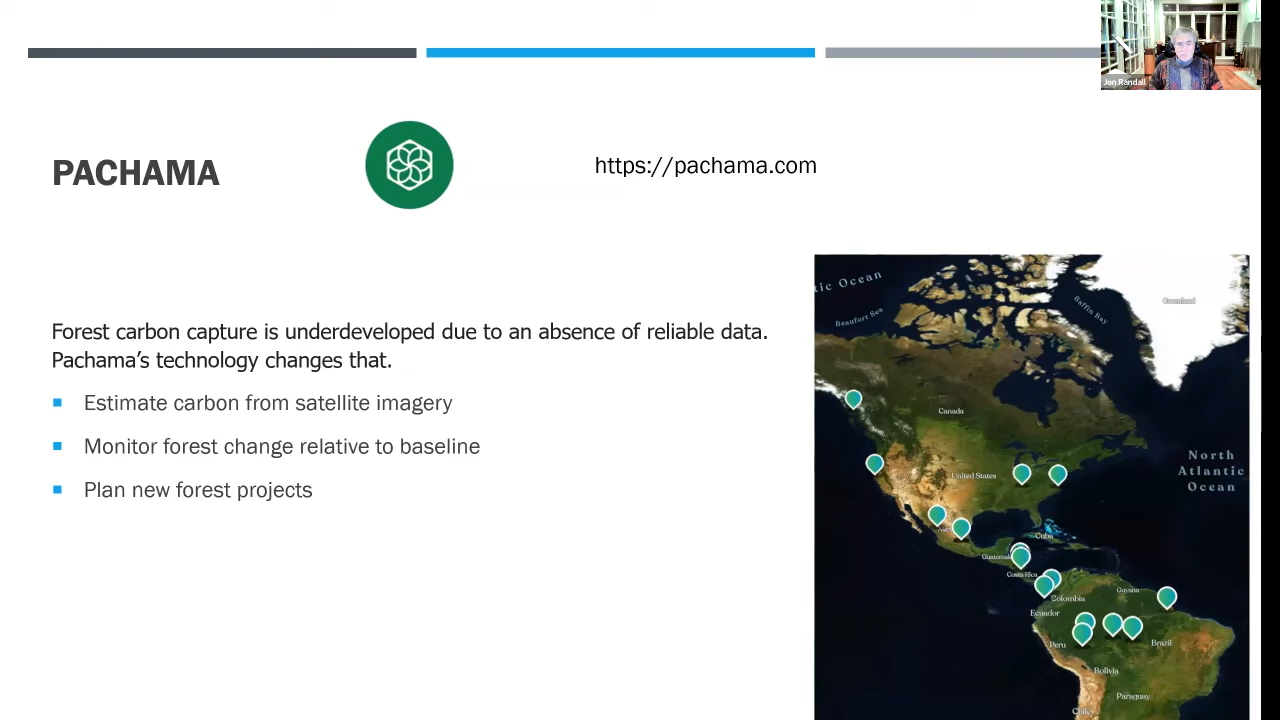 Jon Randall
PACHAMA
https://pachama.com
Forest carbon capture is underdeveloped due to an absence of reliable data.
Pachama’s technology changes that.
Estimate carbon from satellite imagery
Monitor forest change relative to baseline
Plan new forest projects
tic Ocean
Beaufort Sea
Baffin Bay
Greenland
Canada
United States
North
Atlantic
Ocean
Cuba
Guatemala
Costa Rica
Guyana
Colombia
Ecuador
Peru
Brazil
Bolivia
Paraguay
Chile